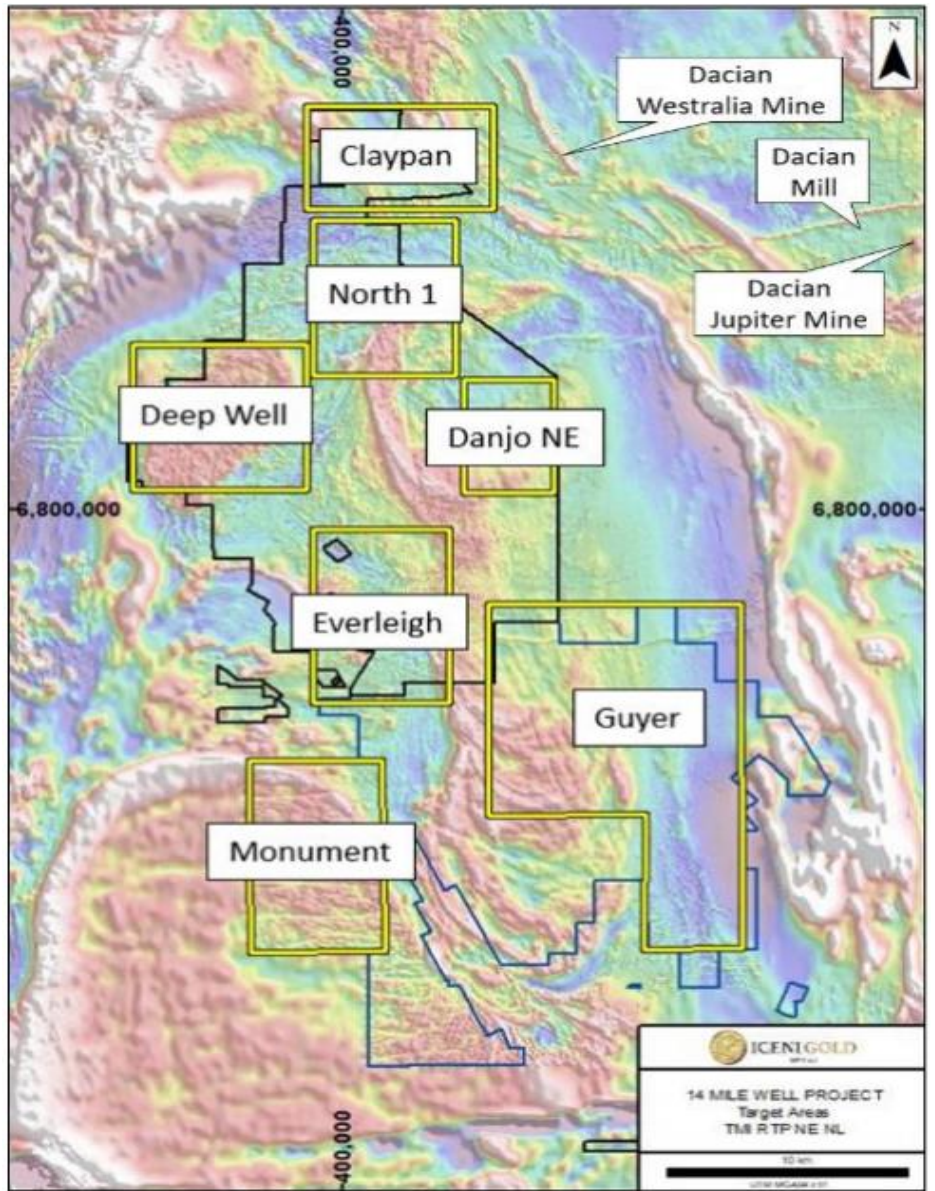 400,000
N
Dacian
Westralia Mine
Claypan
Dacian
Mill
North 1
Dacian
Jupiter Mine
Deep Well
Danjo NE
6,800,000
6,800,000
Everleigh
Guyer
Monument
ICENIGOLD
14 MILE WELL PROJECT
Target Areas
TMI RTP NE NL
400,000
10 km